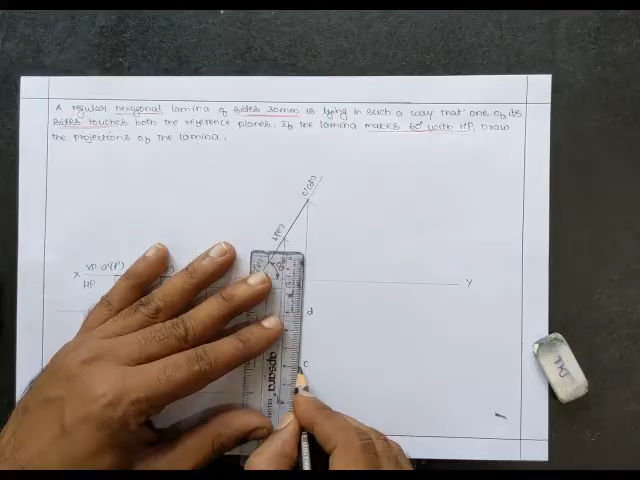 A regular hexagonal lamina of sides 30mm is lying in such a way that one of its
sides touches both the reference planes. If the lamina makes 60° with HP. Draw
the projections of the lamina.
c'(d')
b'(e')
X VP a'(f')
HP
Y
d
c
apsara